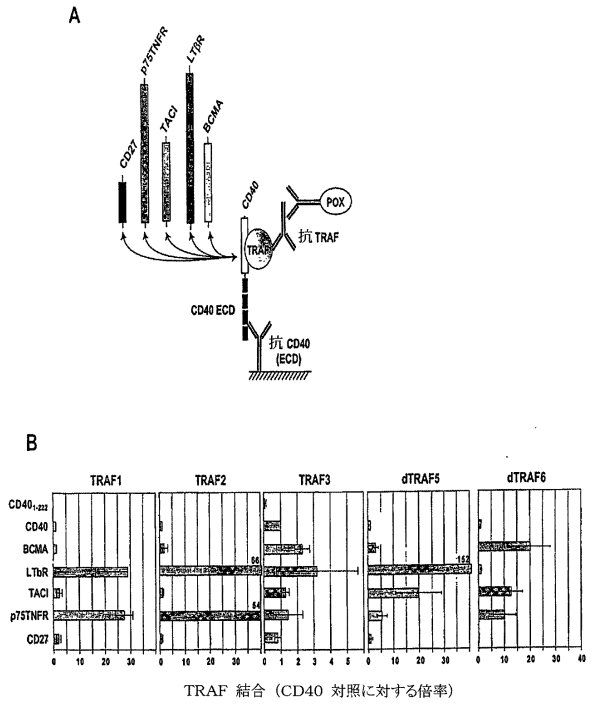 A
CD27
p75TNFR
TACI
LTβR
BCMA
CD40
POX
TRAF
抗 TRAF
CD40 ECD
抗 CD40
(ECD)
B
TRAF1 TRAF2 TRAF3 dTRAF5 dTRAF6
CD40₁₋₂₂₂
CD40
BCMA
LTbR 66 152
TACI
p75TNFR 54
CD27
0 10 20 30 0 10 20 30 0 1 2 3 4 5 0 10 20 30 0 10 20 30 40
TRAF 結合（CD40 対照に対する倍率）